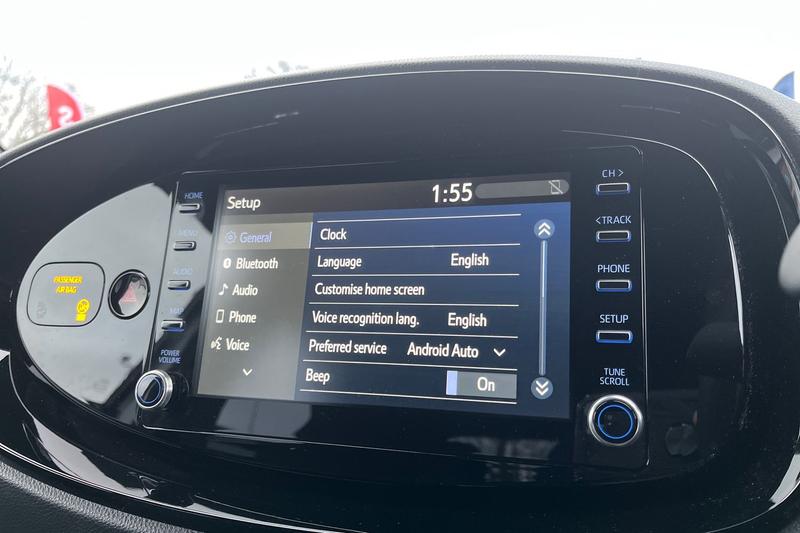 Setup
1:55
General
Bluetooth
Audio
Phone
Voice
Clock
Language English
Customise home screen
Voice recognition lang. English
Preferred service Android Auto
Beep On
HOME
MENU
AUDIO
MAP
POWER
VOLUME
CH >
< TRACK
PHONE
SETUP
TUNE
SCROLL
PASSENGER
AIR BAG